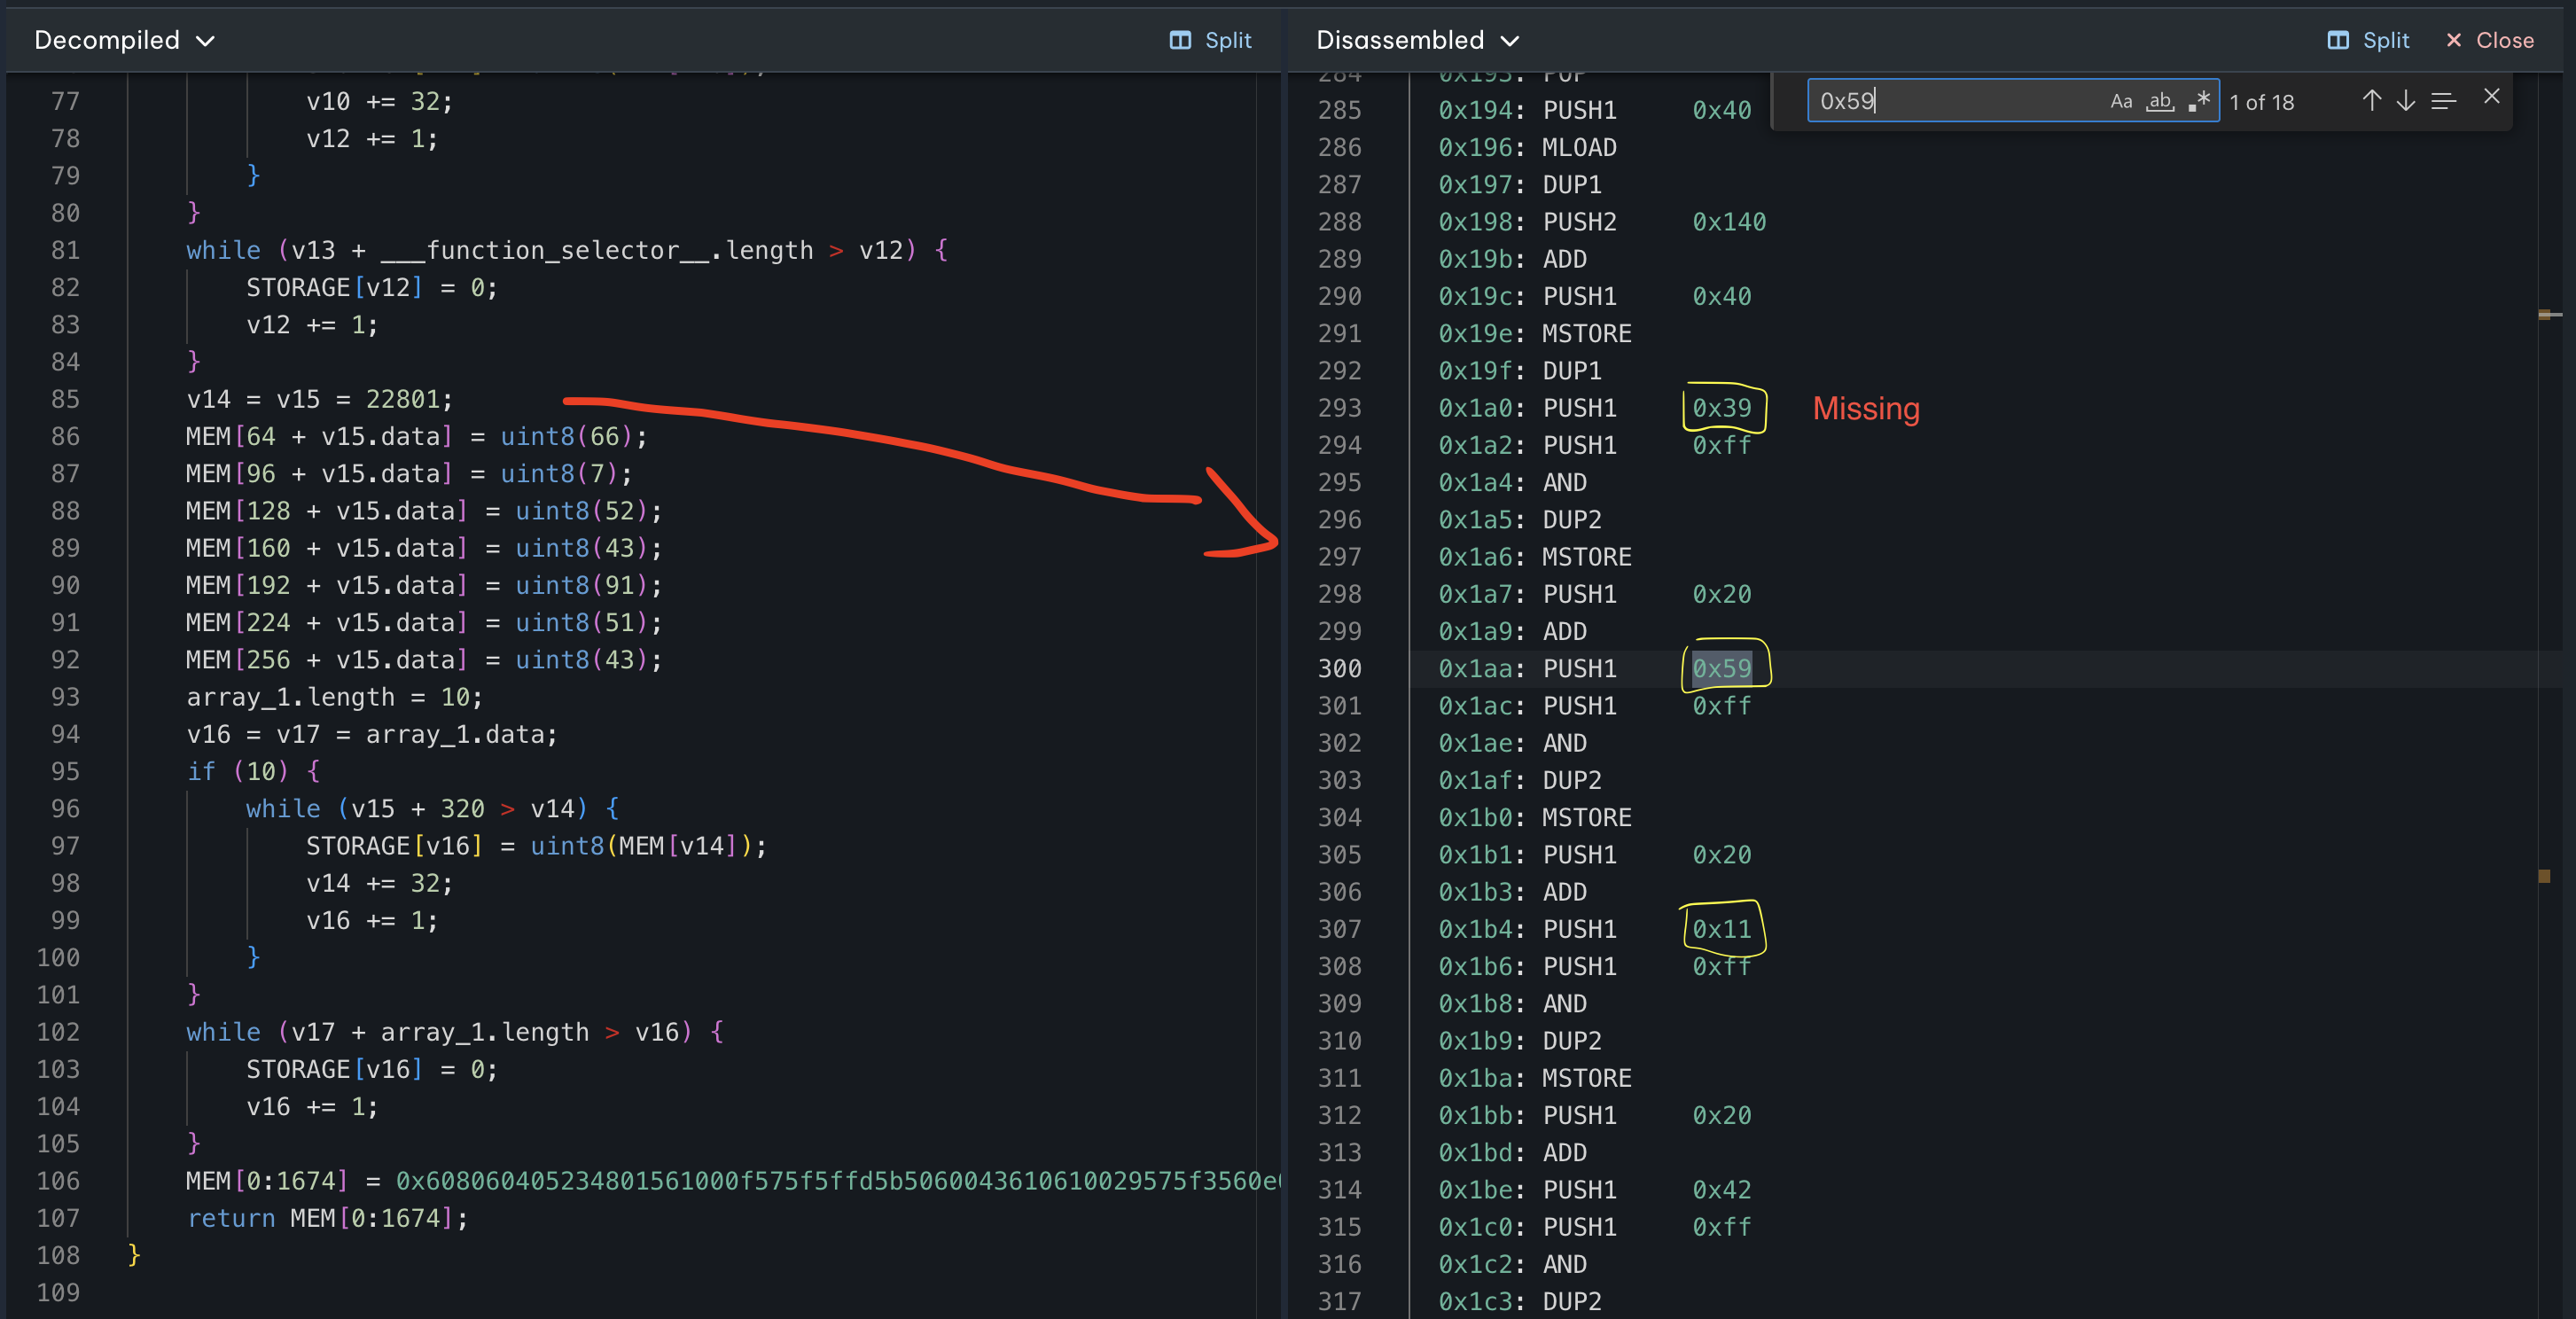 Decompiled
Split
77 v10 += 32;
78 v12 += 1;
79 }
80 }
81 while (v13 + ___function_selector__.length > v12) {
82 STORAGE[v12] = 0;
83 v12 += 1;
84 }
85 v14 = v15 = 22801;
86 MEM[64 + v15.data] = uint8(66);
87 MEM[96 + v15.data] = uint8(7);
88 MEM[128 + v15.data] = uint8(52);
89 MEM[160 + v15.data] = uint8(43);
90 MEM[192 + v15.data] = uint8(91);
91 MEM[224 + v15.data] = uint8(51);
92 MEM[256 + v15.data] = uint8(43);
93 array_1.length = 10;
94 v16 = v17 = array_1.data;
95 if (10) {
96 while (v15 + 320 > v14) {
97 STORAGE[v16] = uint8(MEM[v14]);
98 v14 += 32;
99 v16 += 1;
100 }
101 }
102 while (v17 + array_1.length > v16) {
103 STORAGE[v16] = 0;
104 v16 += 1;
105 }
106 MEM[0:1674] = 0x608060405234801561000f575f5ffd5b5060043610610029575f3560e
107 return MEM[0:1674];
108 }
109
Disassembled
Split
Close
0x59
Aa ab .*
1 of 18
284 0x193: POP
285 0x194: PUSH1 0x40
286 0x196: MLOAD
287 0x197: DUP1
288 0x198: PUSH2 0x140
289 0x19b: ADD
290 0x19c: PUSH1 0x40
291 0x19e: MSTORE
292 0x19f: DUP1
293 0x1a0: PUSH1 0x39 Missing
294 0x1a2: PUSH1 0xff
295 0x1a4: AND
296 0x1a5: DUP2
297 0x1a6: MSTORE
298 0x1a7: PUSH1 0x20
299 0x1a9: ADD
300 0x1aa: PUSH1 0x59
301 0x1ac: PUSH1 0xff
302 0x1ae: AND
303 0x1af: DUP2
304 0x1b0: MSTORE
305 0x1b1: PUSH1 0x20
306 0x1b3: ADD
307 0x1b4: PUSH1 0x11
308 0x1b6: PUSH1 0xff
309 0x1b8: AND
310 0x1b9: DUP2
311 0x1ba: MSTORE
312 0x1bb: PUSH1 0x20
313 0x1bd: ADD
314 0x1be: PUSH1 0x42
315 0x1c0: PUSH1 0xff
316 0x1c2: AND
317 0x1c3: DUP2